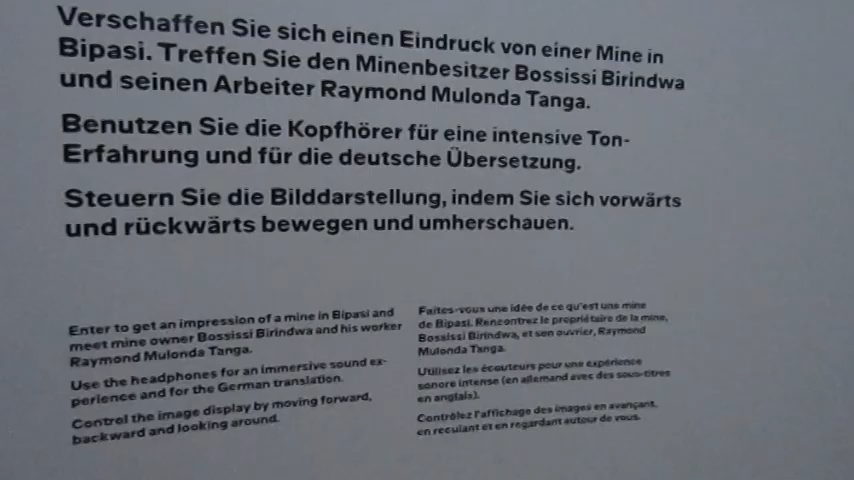 Verschaffen Sie sich einen Eindruck von einer Mine in
Bipasi. Treffen Sie den Minenbesitzer Bossissi Birindwa
und seinen Arbeiter Raymond Mulonda Tanga.
Benutzen Sie die Kopfhörer für eine intensive Ton-
Erfahrung und für die deutsche Übersetzung.
Steuern Sie die Bilddarstellung, indem Sie sich vorwärts
und rückwärts bewegen und umherschauen.
Enter to get an impression of a mine in Bipasi and
meet mine owner Bossissi Birindwa and his worker
Raymond Mulonda Tanga.
Use the headphones for an immersive sound ex-
perience and for the German translation.
Control the image display by moving forward,
backward and looking around.
Faites-vous une idée de ce qu'est une mine
de Bipasi. Rencontrez le propriétaire de la mine,
Bossissi Birindwa, et son ouvrier, Raymond
Mulonda Tanga.
Utilisez les écouteurs pour une expérience
sonore intense (en allemand avec des sous-titres
en anglais).
Contrôlez l'affichage des images en avançant,
en reculant et en regardant autour de vous.